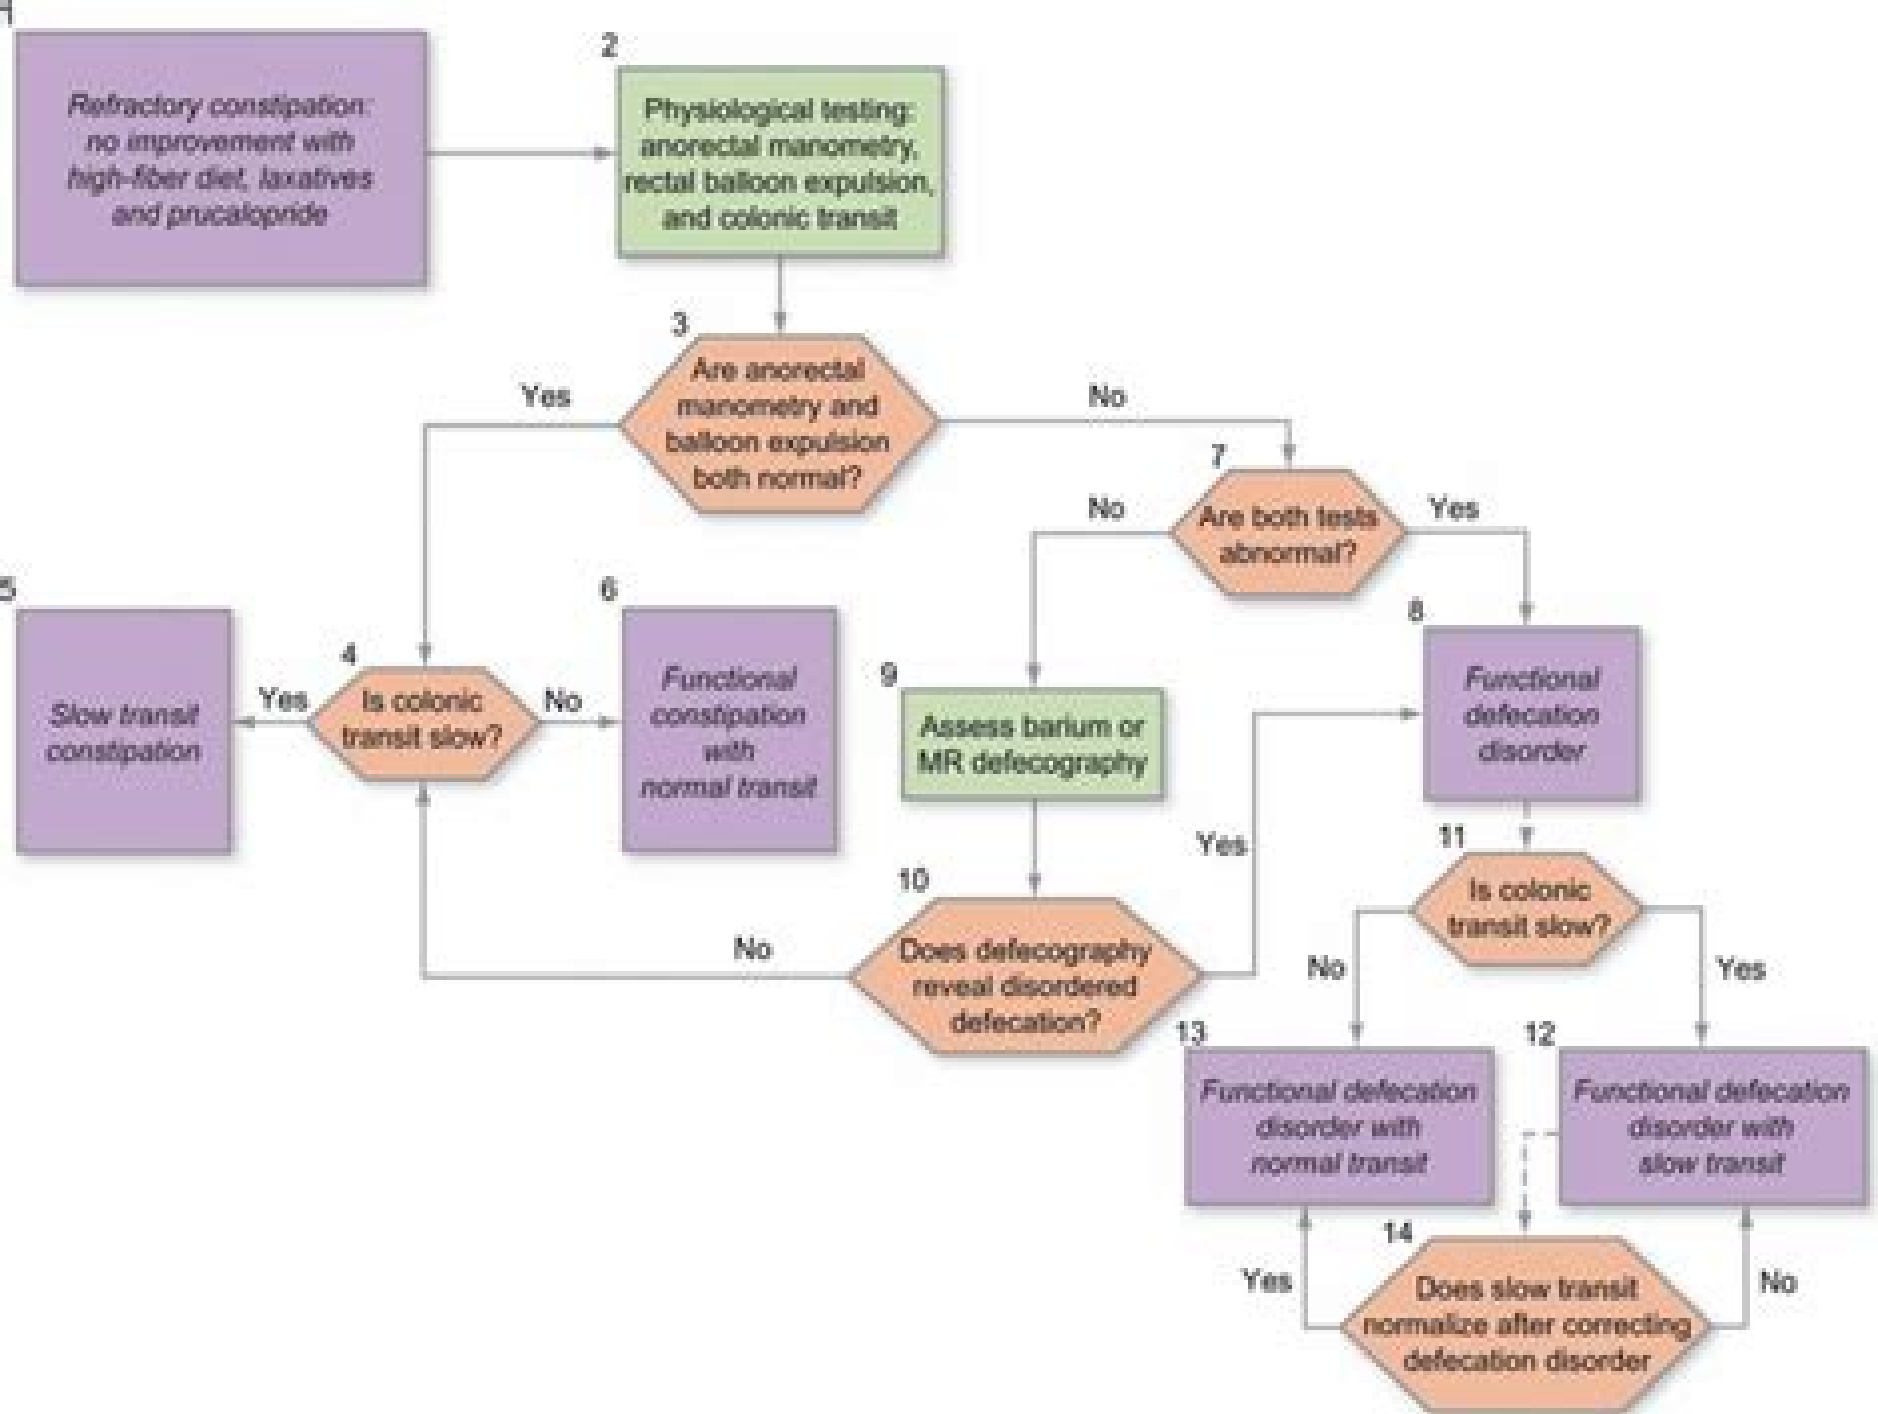 Refractory constipation:
no improvement with
high-fiber diet, laxatives
and prucalopride
2
Physiological testing:
anorectal manometry,
rectal balloon expulsion,
and colonic transit
3
Are anorectal
manometry and
balloon expulsion
both normal?
Yes
No
7
Are both tests
abnormal?
No
Yes
5
Slow transit
constipation
4
Is colonic
transit slow?
Yes
No
6
Functional
constipation
with
normal transit
9
Assess barium or
MR defecography
8
Functional
defecation
disorder
10
Does defecography
reveal disordered
defecation?
No
Yes
11
Is colonic
transit slow?
No
Yes
13
Functional defecation
disorder with
normal transit
12
Functional defecation
disorder with
slow transit
14
Does slow transit
normalize after correcting
defecation disorder
Yes
No